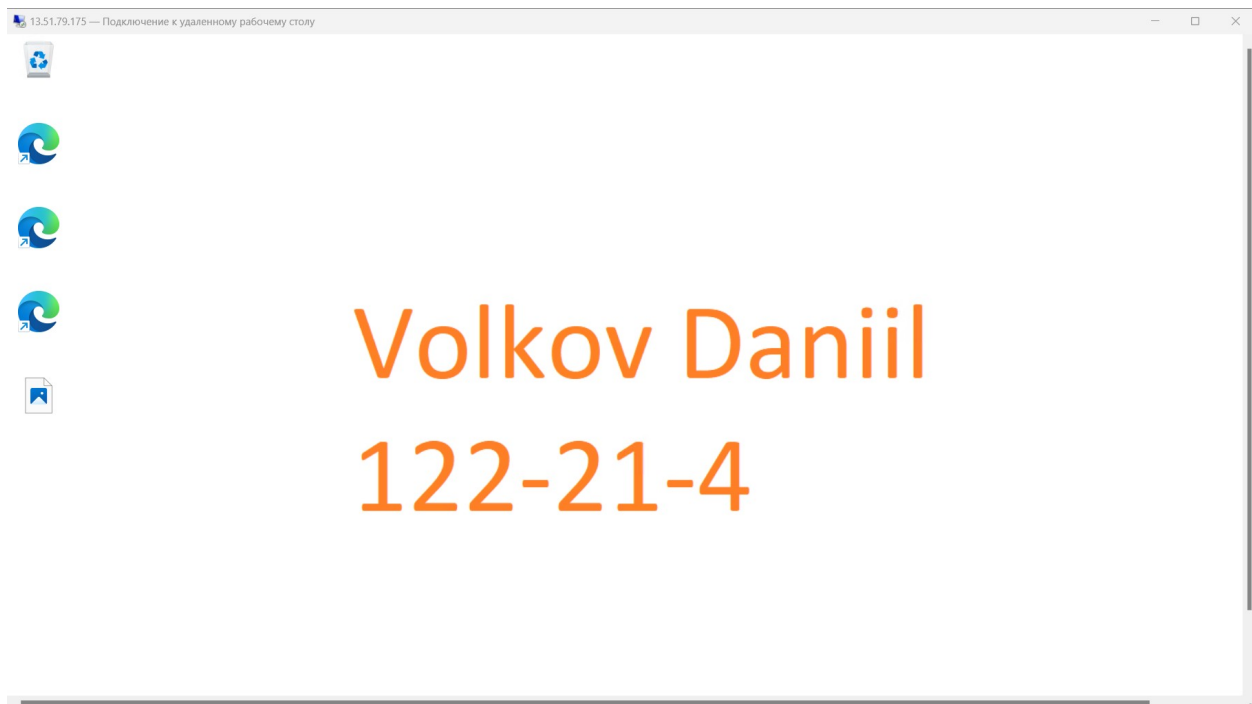 13.51.79.175 — Подключение к удаленному рабочему столу
Volkov Daniil
122-21-4